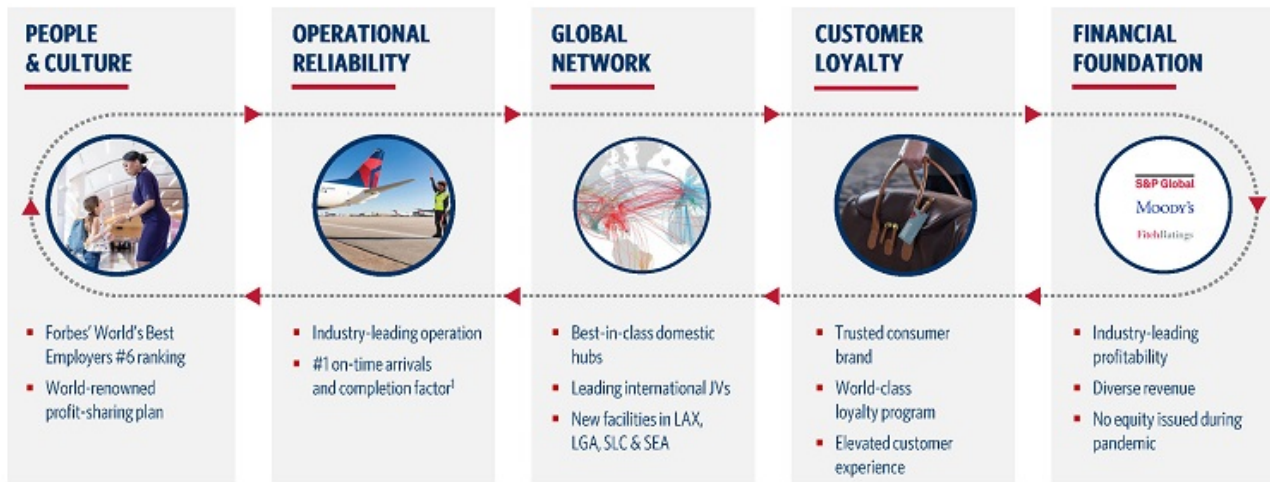 PEOPLE
& CULTURE
Forbes' World's Best
Employers #6 ranking
World-renowned
profit-sharing plan
OPERATIONAL
RELIABILITY
Industry-leading operation
#1 on-time arrivals
and completion factor¹
GLOBAL
NETWORK
Best-in-class domestic
hubs
Leading international JVs
New facilities in LAX,
LGA, SLC & SEA
CUSTOMER
LOYALTY
Trusted consumer
brand
World-class
loyalty program
Elevated customer
experience
FINANCIAL
FOUNDATION
S&P Global
MOODY'S
FitchRatings
Industry-leading
profitability
Diverse revenue
No equity issued during
pandemic